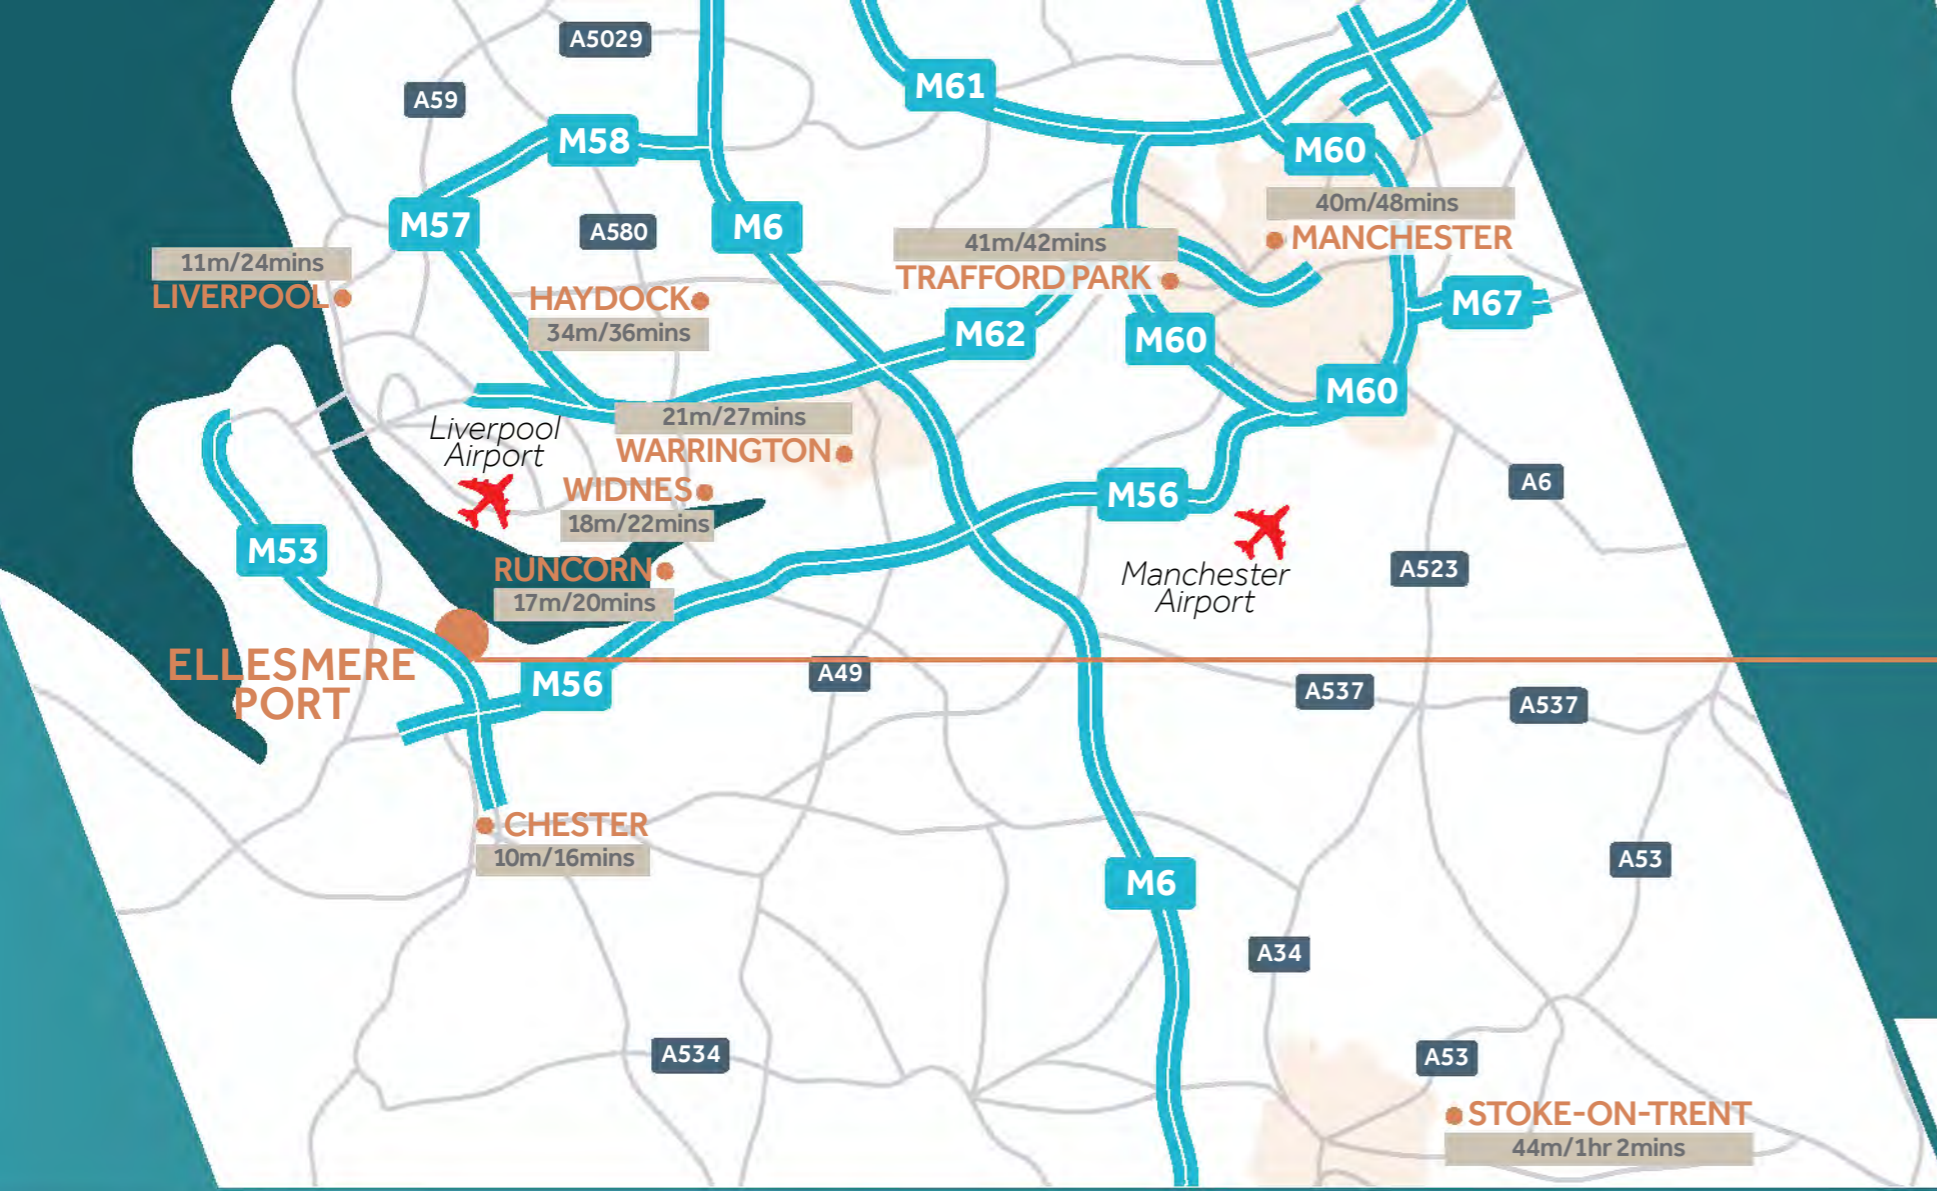 A5029
M61
A59
M58
M60
40m/48mins
MANCHESTER
M57
A580
M6
41m/42mins
TRAFFORD PARK
11m/24mins
LIVERPOOL
HAYDOCK
34m/36mins
M62
M60
M67
M60
21m/27mins
WARRINGTON
Liverpool
Airport
WIDNES
18m/22mins
M56
A6
M53
RUNCORN
17m/20mins
Manchester
Airport
A523
ELLESMERE
PORT
M56
A49
A537
A537
CHESTER
10m/16mins
M6
A53
A34
A534
A53
STOKE-ON-TRENT
44m/1hr 2mins